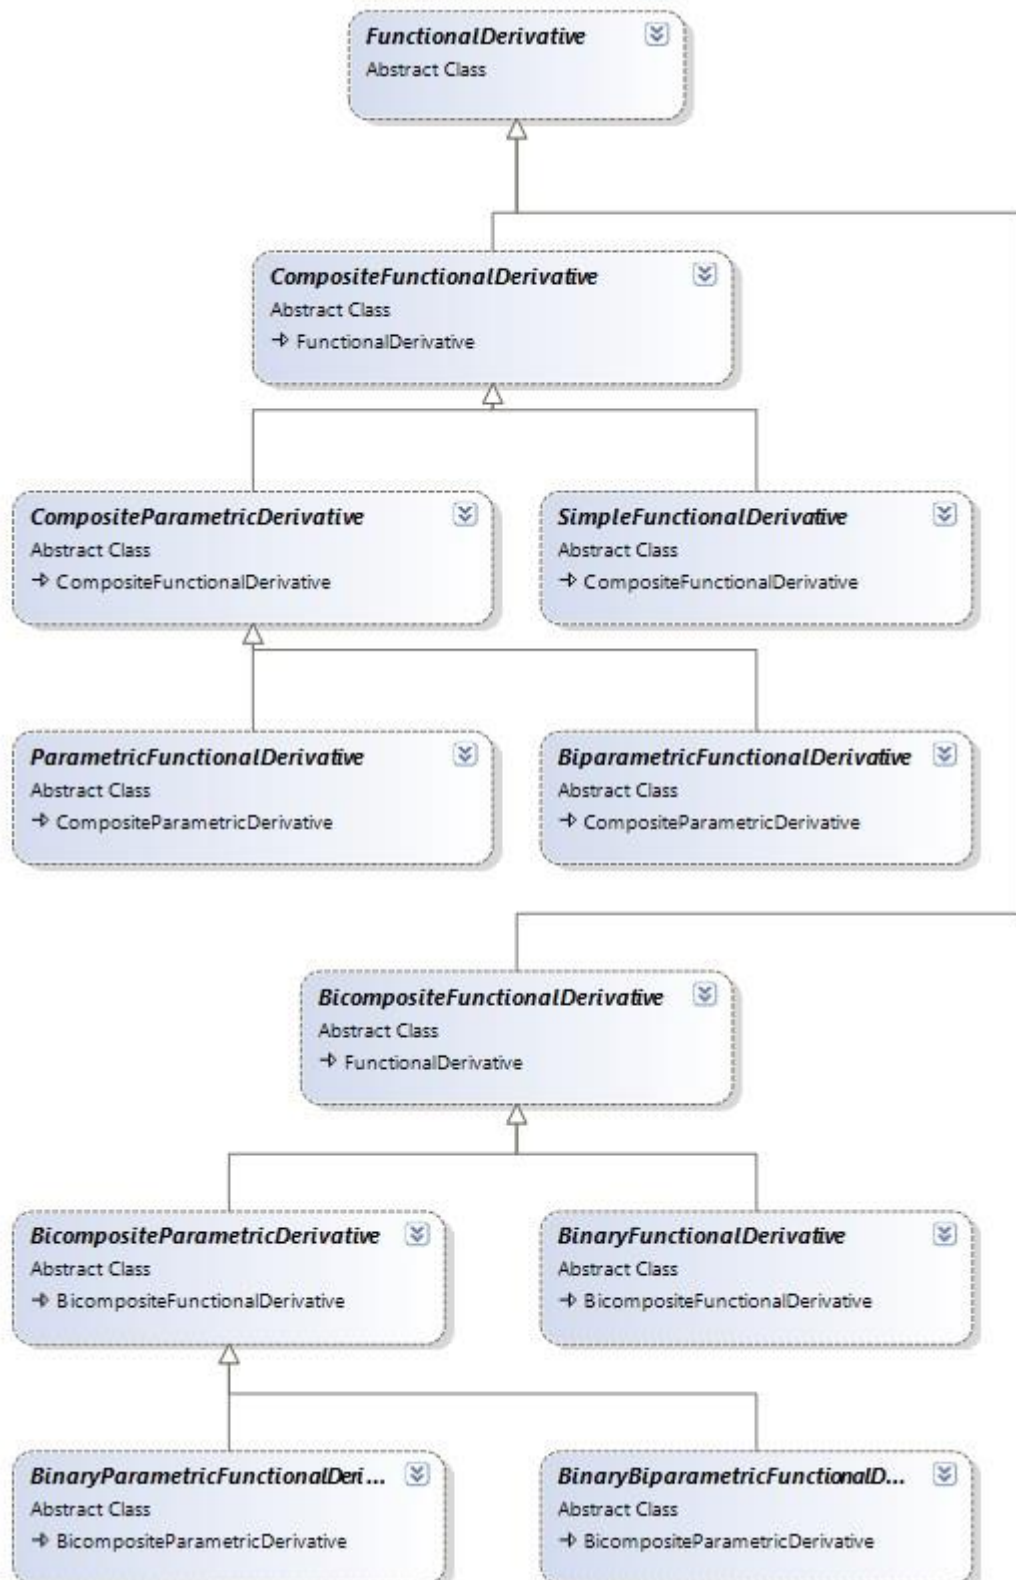 FunctionalDerivative
Abstract Class
CompositeFunctionalDerivative
Abstract Class
FunctionalDerivative
CompositeParametricDerivative
Abstract Class
CompositeFunctionalDerivative
SimpleFunctionalDerivative
Abstract Class
CompositeFunctionalDerivative
ParametricFunctionalDerivative
Abstract Class
CompositeParametricDerivative
BiparametricFunctionalDerivative
Abstract Class
CompositeParametricDerivative
BicompositeFunctionalDerivative
Abstract Class
FunctionalDerivative
BicompositeParametricDerivative
Abstract Class
BicompositeFunctionalDerivative
BinaryFunctionalDerivative
Abstract Class
BicompositeFunctionalDerivative
BinaryParametricFunctionalDeri...
Abstract Class
BicompositeParametricDerivative
BinaryBiparametricFunctionalD...
Abstract Class
BicompositeParametricDerivative